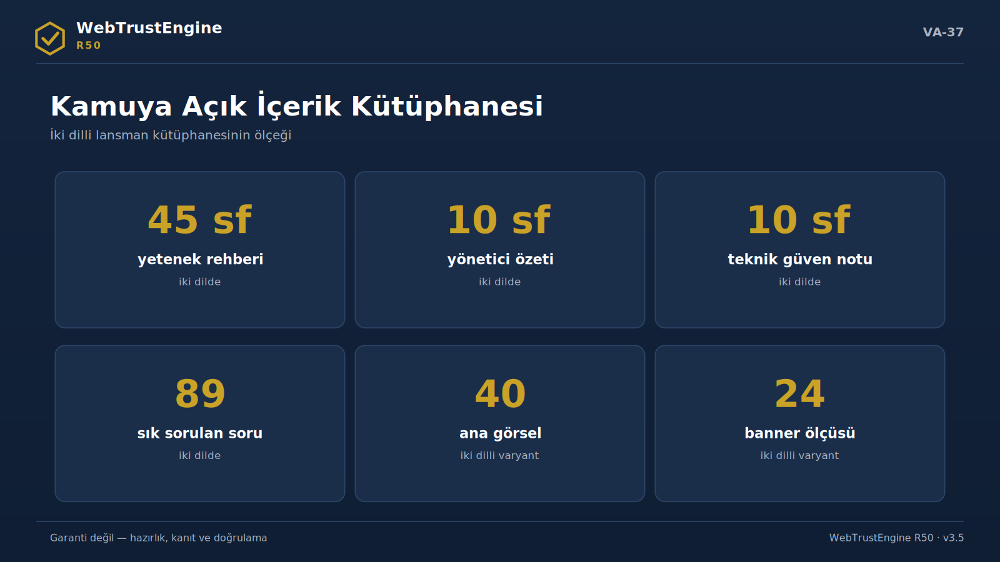 WebTrustEngine
R50
VA-37
Kamuya Açık İçerik Kütüphanesi
İki dilli lansman kütüphanesinin ölçeği
45 sf
yetenek rehberi
iki dilde
10 sf
yönetici özeti
iki dilde
10 sf
teknik güven notu
iki dilde
89
sık sorulan soru
iki dilde
40
ana görsel
iki dilli varyant
24
banner ölçüsü
iki dilli varyant
Garanti değil — hazırlık, kanıt ve doğrulama
WebTrustEngine R50 · v3.5